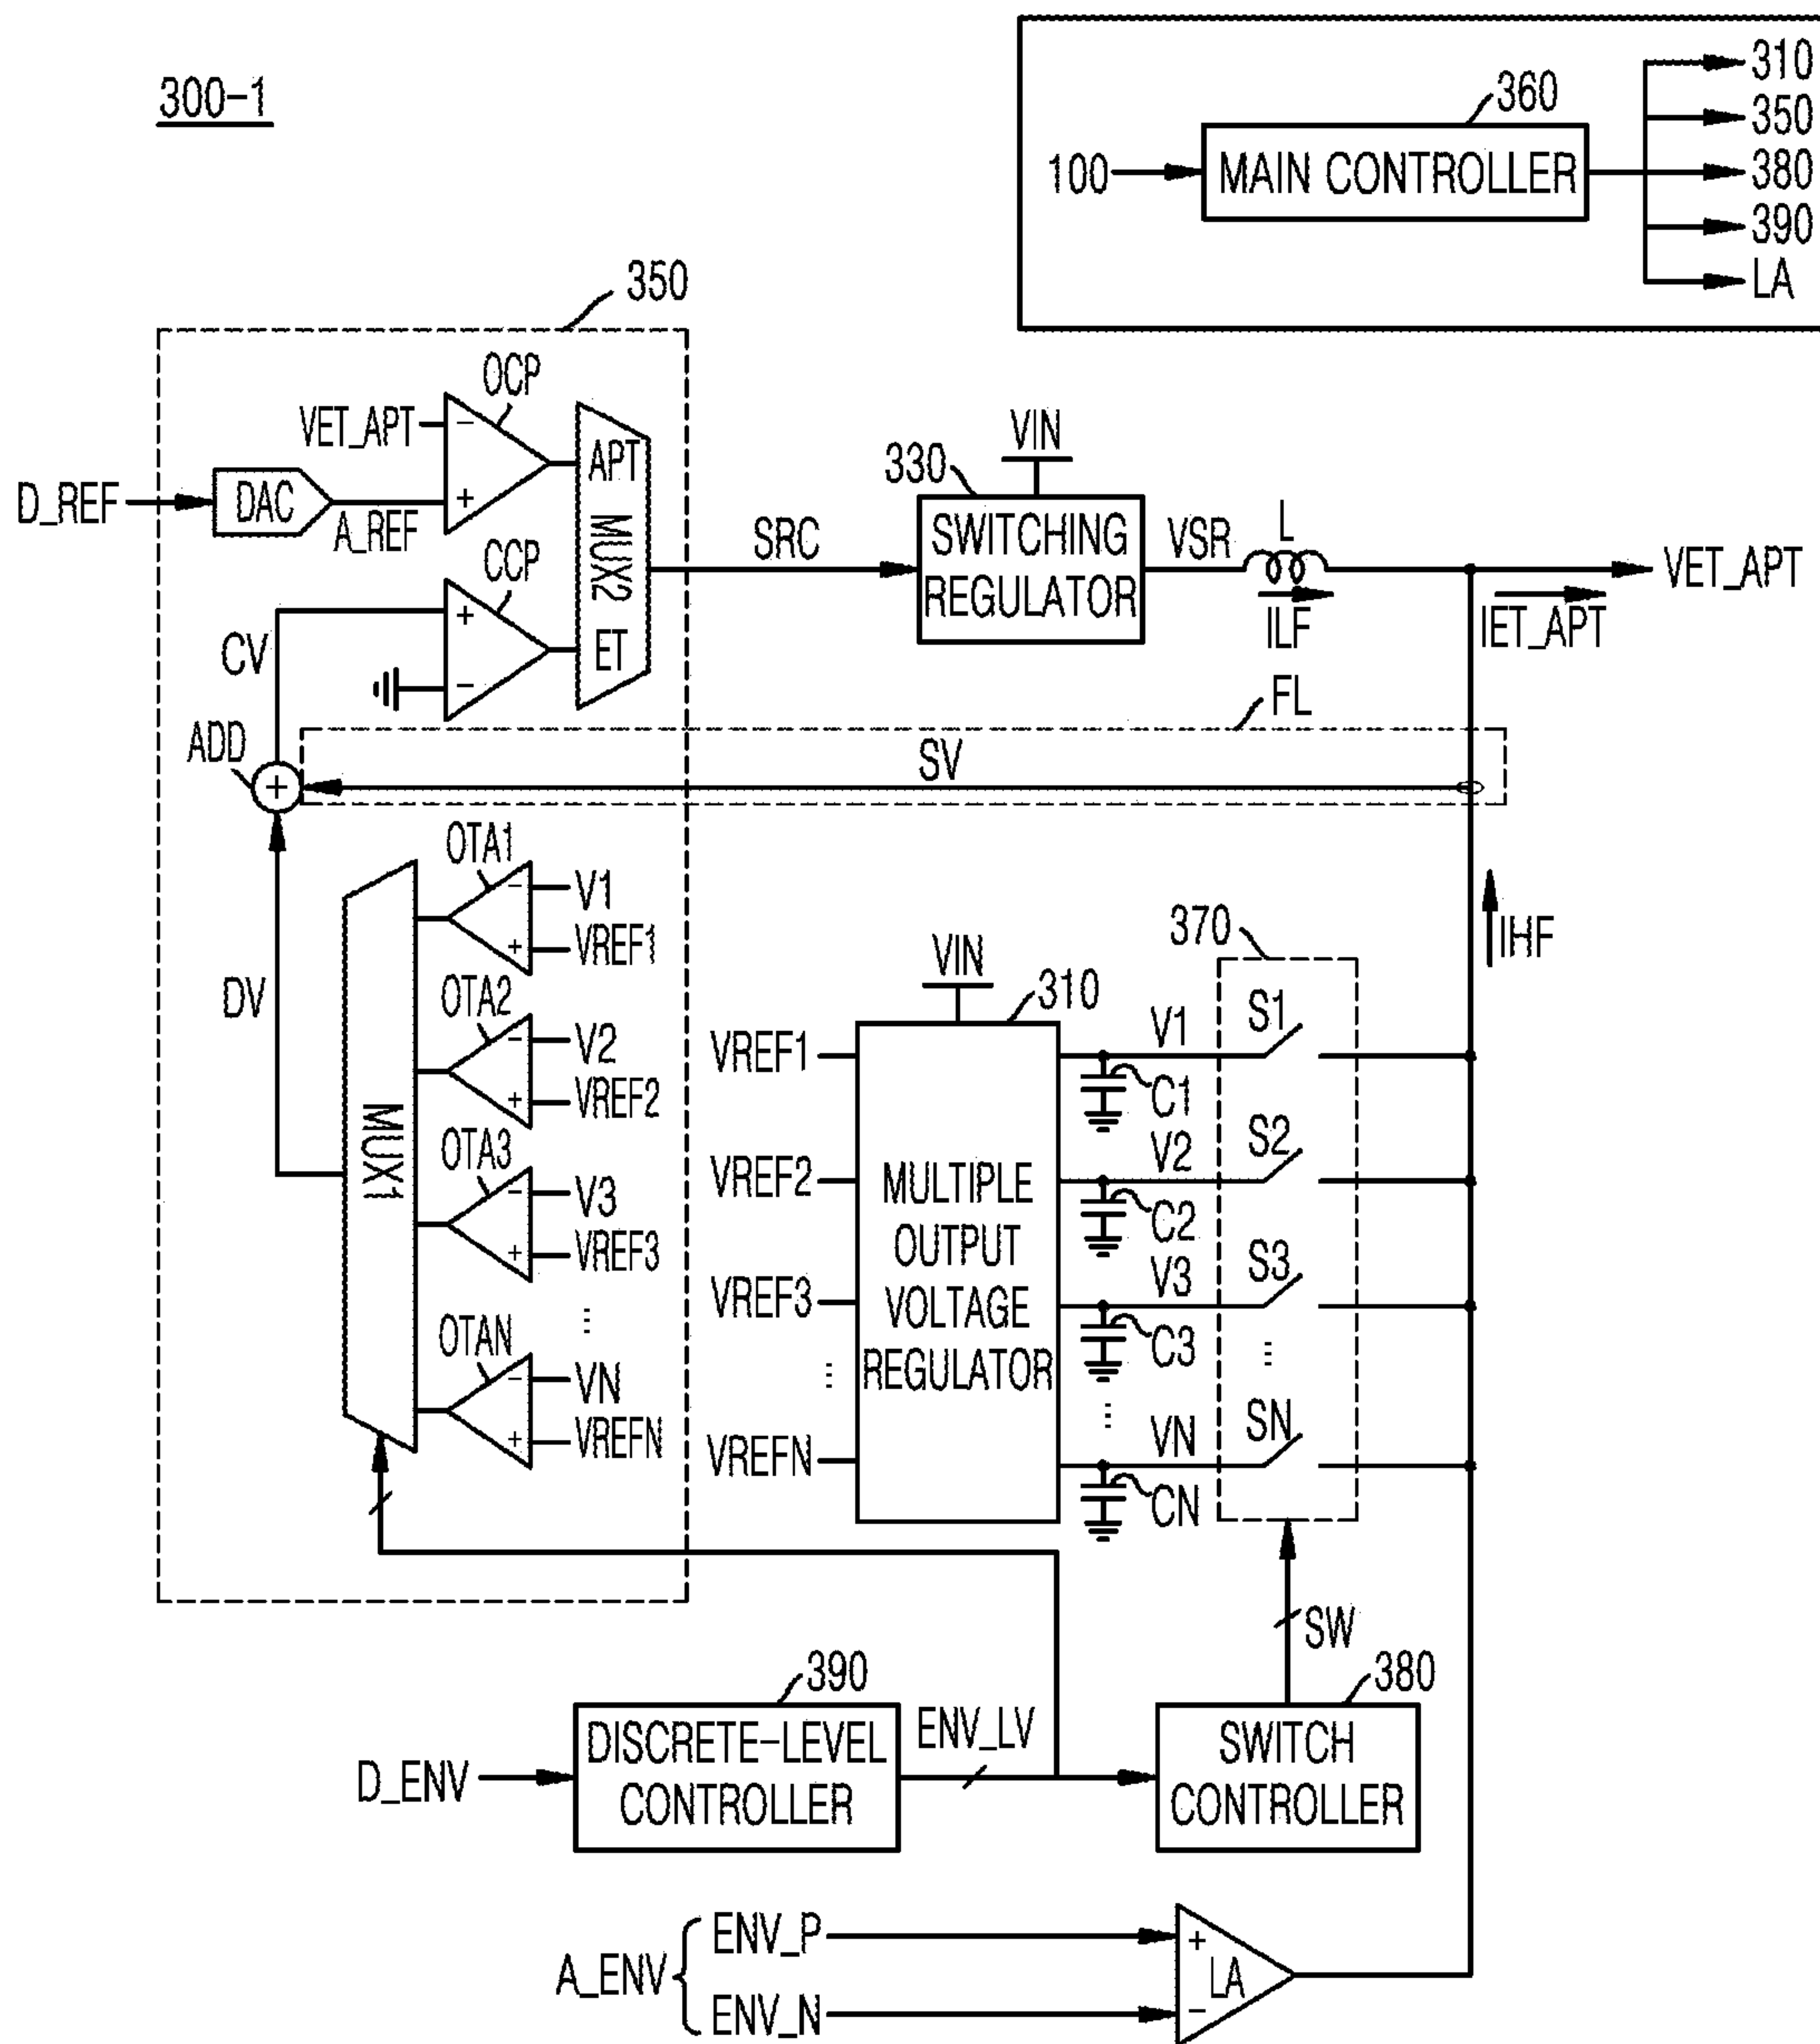 300-1
360
100
MAIN CONTROLLER
310
350
380
390
LA
350
OCP
VET_APT
−
+
D_REF
DAC
A_REF
APT
MUX2
ET
CCP
+
−
CV
ADD
+
SRC
VIN
330
SWITCHING
REGULATOR
VSR
L
ILF
VET_APT
IET_APT
FL
SV
DV
MUX1
OTA1
−
+
V1
VREF1
OTA2
−
+
V2
VREF2
OTA3
−
+
V3
VREF3
...
OTAN
−
+
VN
VREFN
VIN
310
VREF1
VREF2
VREF3
...
VREFN
MULTIPLE
OUTPUT
VOLTAGE
REGULATOR
V1
C1
V2
C2
V3
C3
...
VN
CN
370
S1
S2
S3
...
SN
IHF
SW
390
D_ENV
DISCRETE-LEVEL
CONTROLLER
ENV_LV
380
SWITCH
CONTROLLER
A_ENV
ENV_P
ENV_N
+
LA
−